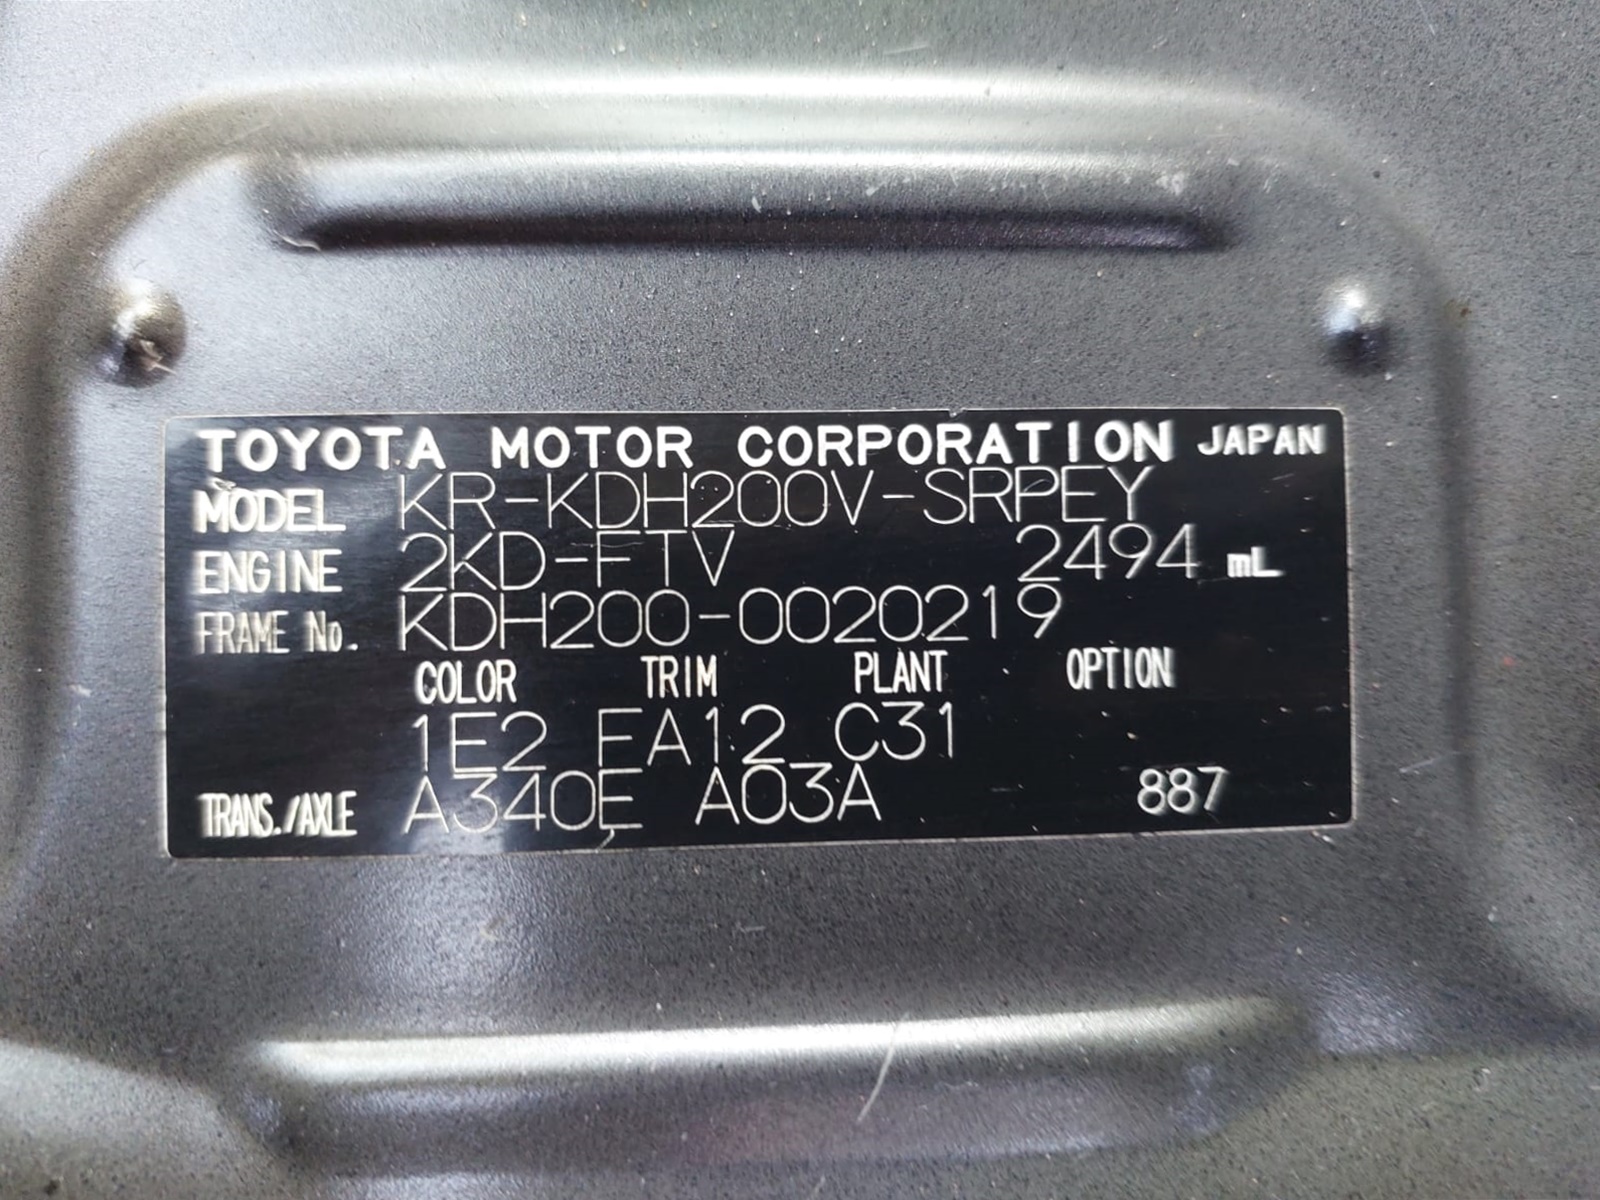 TOYOTA MOTOR CORPORATION JAPAN
MODEL KR-KDH200V-SRPEY
ENGINE 2KD-FTV 2494 mL
FRAME No. KDH200-0020219
COLOR TRIM PLANT OPTION
1E2 FA12 C31
TRANS./AXLE A340E A03A 887